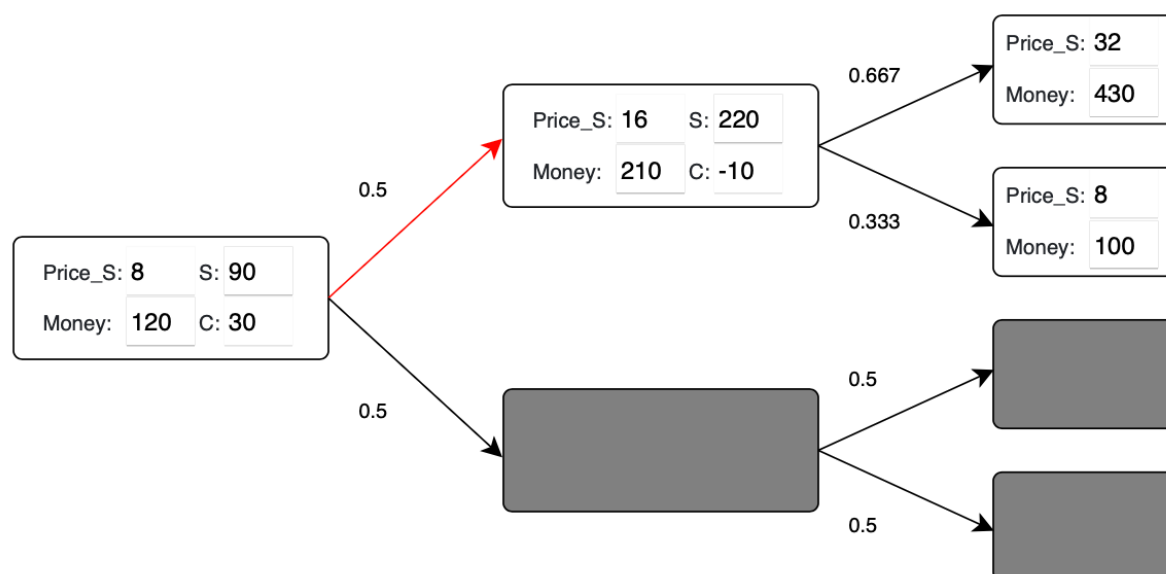 Price_S: 32
Money: 430
0.667
Price_S: 16 S: 220
Money: 210 C: -10
0.5
Price_S: 8
Money: 100
0.333
Price_S: 8 S: 90
Money: 120 C: 30
0.5
0.5
0.5